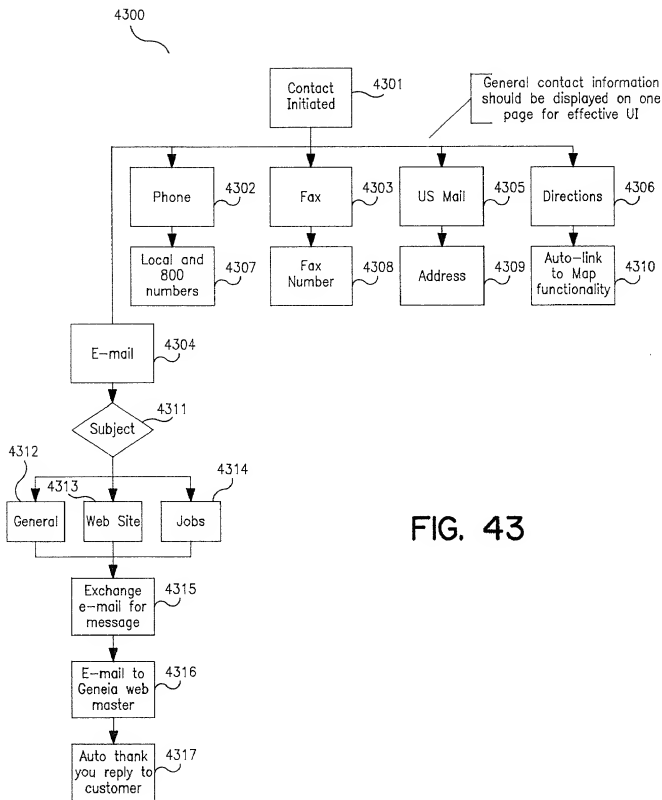 4300
Contact
Initiated
4301
General contact information
should be displayed on one
page for effective UI
Phone
4302
Fax
4303
US Mail
4305
Directions
4306
Local and
800
numbers
4307
Fax
Number
4308
Address
4309
Auto-link
to Map
functionality
4310
E-mail
4304
Subject
4311
4312
General
4313
Web Site
4314
Jobs
FIG. 43
Exchange
e-mail for
message
4315
E-mail to
Geneia web
master
4316
Auto thank
you reply to
customer
4317